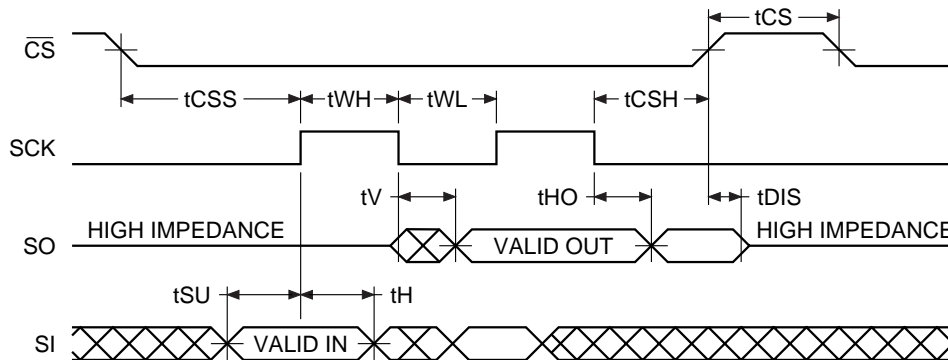 tCS
CS
tCSS tWH tWL tCSH
SCK
tV tHO tDIS
HIGH IMPEDANCE HIGH IMPEDANCE
SO VALID OUT
tSU tH
SI VALID IN